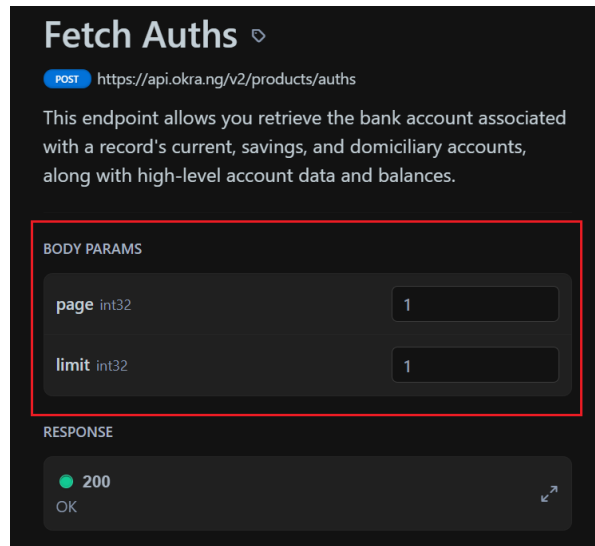 Fetch Auths
POST https://api.okra.ng/v2/products/auths
This endpoint allows you retrieve the bank account associated
with a record's current, savings, and domiciliary accounts,
along with high-level account data and balances.
BODY PARAMS
page int32 1
limit int32 1
RESPONSE
200
OK